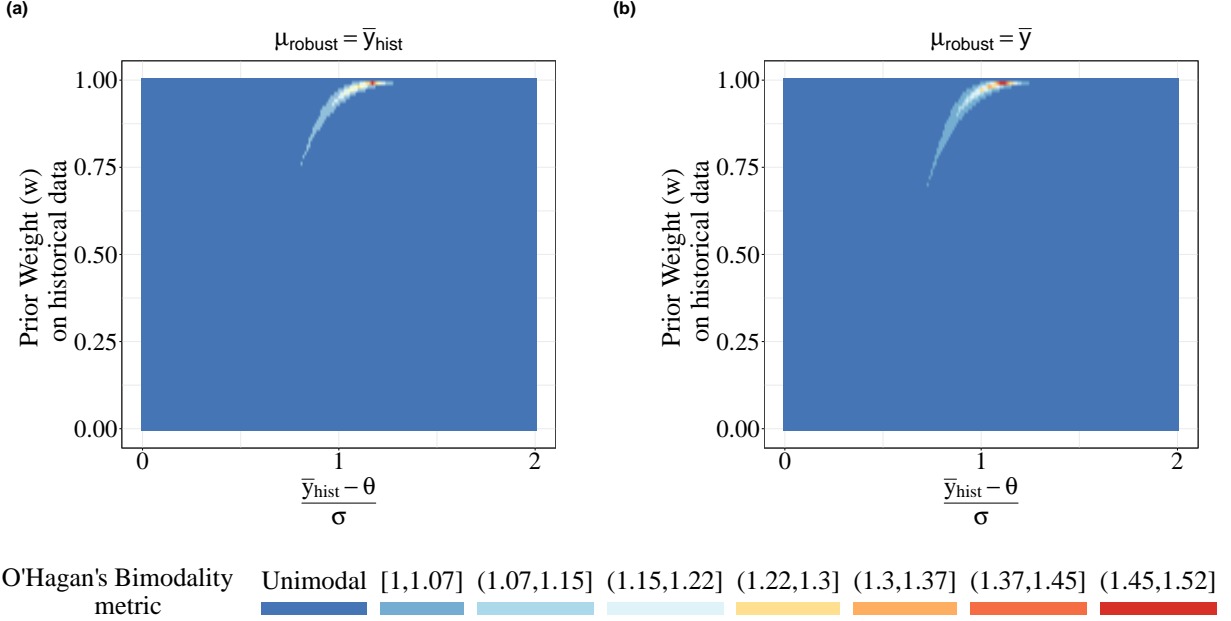 (a)
μrobust = y̅hist
1.00
0.75
0.50
0.25
0.00
Prior Weight (w)
on historical data
0 1 2
y̅hist − θ
σ
(b)
μrobust = y̅
1.00
0.75
0.50
0.25
0.00
Prior Weight (w)
on historical data
0 1 2
y̅hist − θ
σ
O'Hagan's Bimodality
metric
Unimodal [1,1.07] (1.07,1.15] (1.15,1.22] (1.22,1.3] (1.3,1.37] (1.37,1.45] (1.45,1.52]